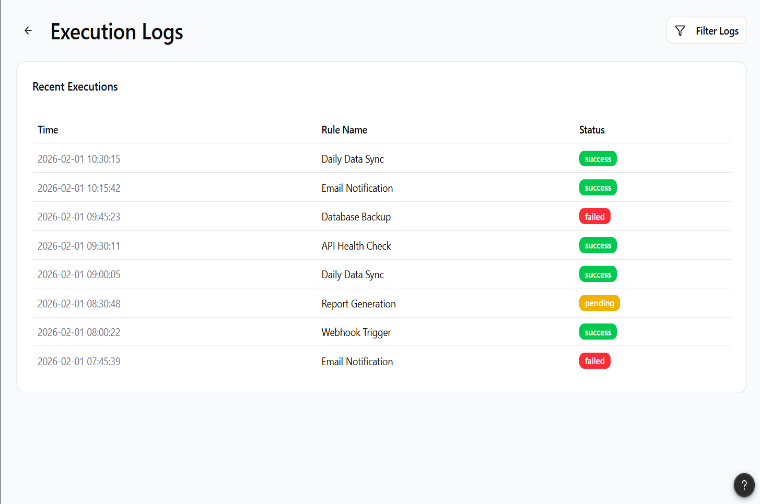 Execution Logs
Filter Logs
Recent Executions
Time Rule Name Status
2026-02-01 10:30:15 Daily Data Sync success
2026-02-01 10:15:42 Email Notification success
2026-02-01 09:45:23 Database Backup failed
2026-02-01 09:30:11 API Health Check success
2026-02-01 09:00:05 Daily Data Sync success
2026-02-01 08:30:48 Report Generation pending
2026-02-01 08:00:22 Webhook Trigger success
2026-02-01 07:45:39 Email Notification failed
?